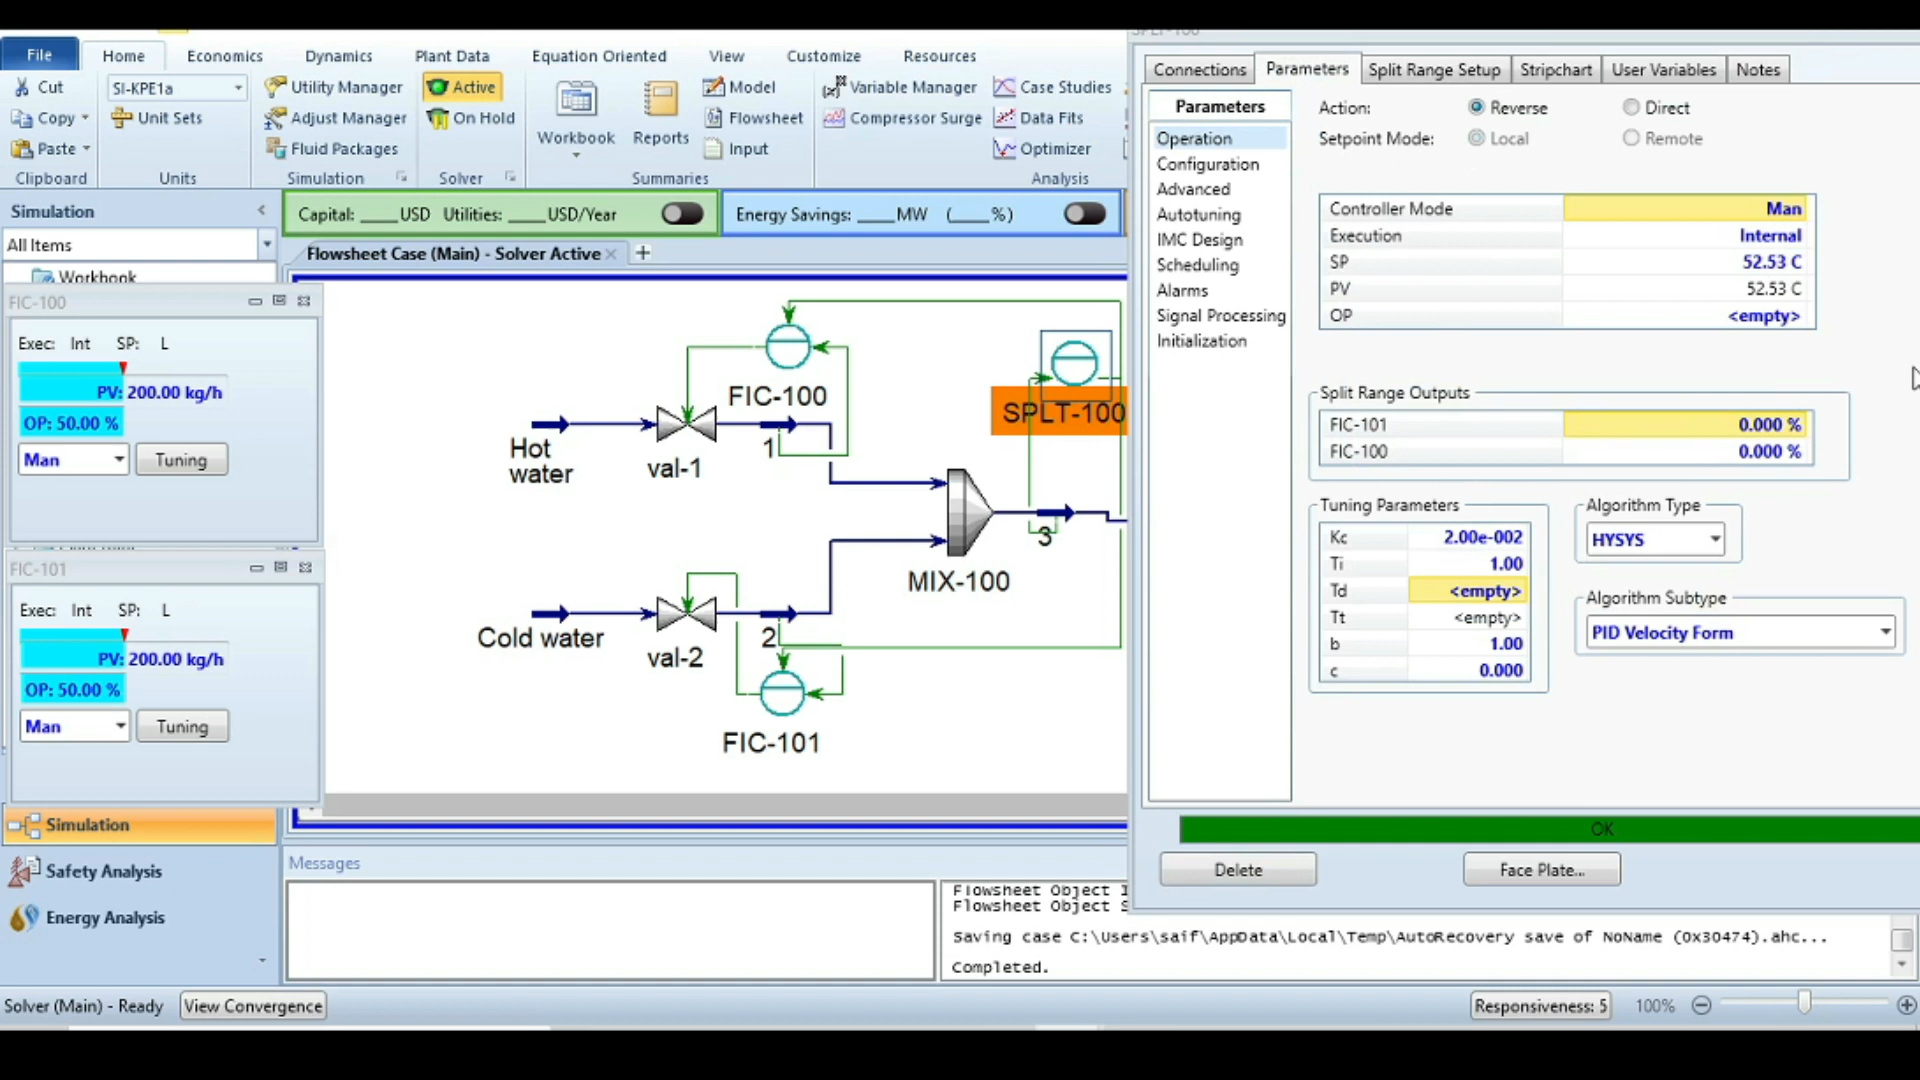 File Home Economics Dynamics Plant Data Equation Oriented View Customize Resources
Cut
Copy
Paste
Clipboard
SI-KPE1a
Unit Sets
Units
Utility Manager
Adjust Manager
Fluid Packages
Simulation
Active
On Hold
Solver
Workbook
Reports
Model
Flowsheet
Input
Summaries
Variable Manager
Compressor Surge
Case Studies
Data Fits
Optimizer
Analysis
Simulation
Capital: ____USD Utilities: ____USD/Year
Energy Savings: ____MW (____%)
All Items
Flowsheet Case (Main) - Solver Active
Workbook
FIC-100
Exec: Int SP: L
PV: 200.00 kg/h
OP: 50.00 %
Man
Tuning
FIC-101
Exec: Int SP: L
PV: 200.00 kg/h
OP: 50.00 %
Man
Tuning
Simulation
Safety Analysis
Energy Analysis
FIC-100
SPLT-100
Hot
water
val-1
1
MIX-100
3
Cold water
val-2
2
FIC-101
SPLT-100
Connections Parameters Split Range Setup Stripchart User Variables Notes
Parameters
Operation
Configuration
Advanced
Autotuning
IMC Design
Scheduling
Alarms
Signal Processing
Initialization
Action: Reverse Direct
Setpoint Mode: Local Remote
Controller Mode Man
Execution Internal
SP 52.53 C
PV 52.53 C
OP <empty>
Split Range Outputs
FIC-101 0.000 %
FIC-100 0.000 %
Tuning Parameters
Kc 2.00e-002
Ti 1.00
Td <empty>
Tt <empty>
b 1.00
c 0.000
Algorithm Type
HYSYS
Algorithm Subtype
PID Velocity Form
OK
Delete
Face Plate...
Messages
Flowsheet Object
Flowsheet Object
Saving case C:\Users\saif\AppData\Local\Temp\AutoRecovery save of NoName (0x30474).ahc...
Completed.
Solver (Main) - Ready
View Convergence
Responsiveness: 5
100%